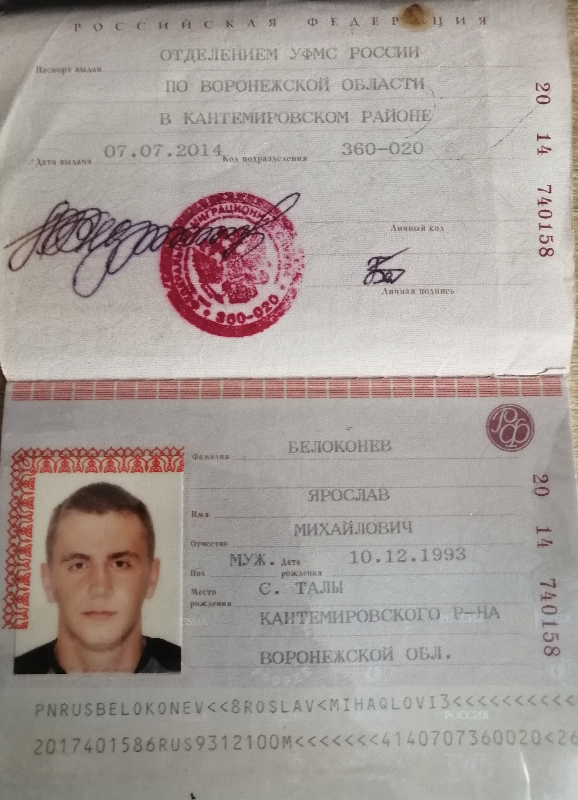 РОССИЙСКАЯ ФЕДЕРАЦИЯ
Паспорт выдан ОТДЕЛЕНИЕМ УФМС РОССИИ
ПО ВОРОНЕЖСКОЙ ОБЛАСТИ
В КАНТЕМИРОВСКОМ РАЙОНЕ
Дата выдачи 07.07.2014 Код подразделения 360-020
20 14 740158
Личный код
Личная подпись
360-020
Фамилия БЕЛОКОНЕВ
Имя ЯРОСЛАВ
Отчество МИХАЙЛОВИЧ
Пол МУЖ. Дата рождения 10.12.1993
Место рождения С. ТАЛЫ
КАНТЕМИРОВСКОГО Р-НА
ВОРОНЕЖСКОЙ ОБЛ.
20 14 740158
РОССИЯ
PNRUSBELOKONEV<<8ROSLAV<MIHAQLOVI3<<<<<<<<<<
2017401586RUS9312100M<<<<<<<4140707360020<26